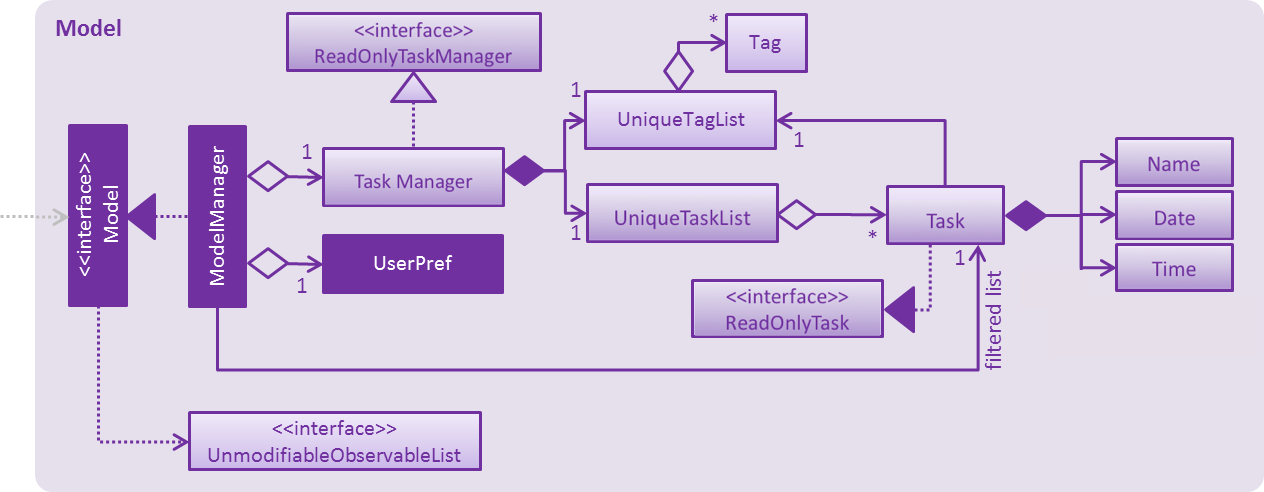 Model
<<interface>>
ReadOnlyTaskManager
*
Tag
1
UniqueTagList
1
<<interface>>
Model
ModelManager
1
Task Manager
Name
UniqueTaskList
1
Task
*
Date
UserPref
1
1
Time
<<interface>>
ReadOnlyTask
filtered list
<<interface>>
UnmodifiableObservableList